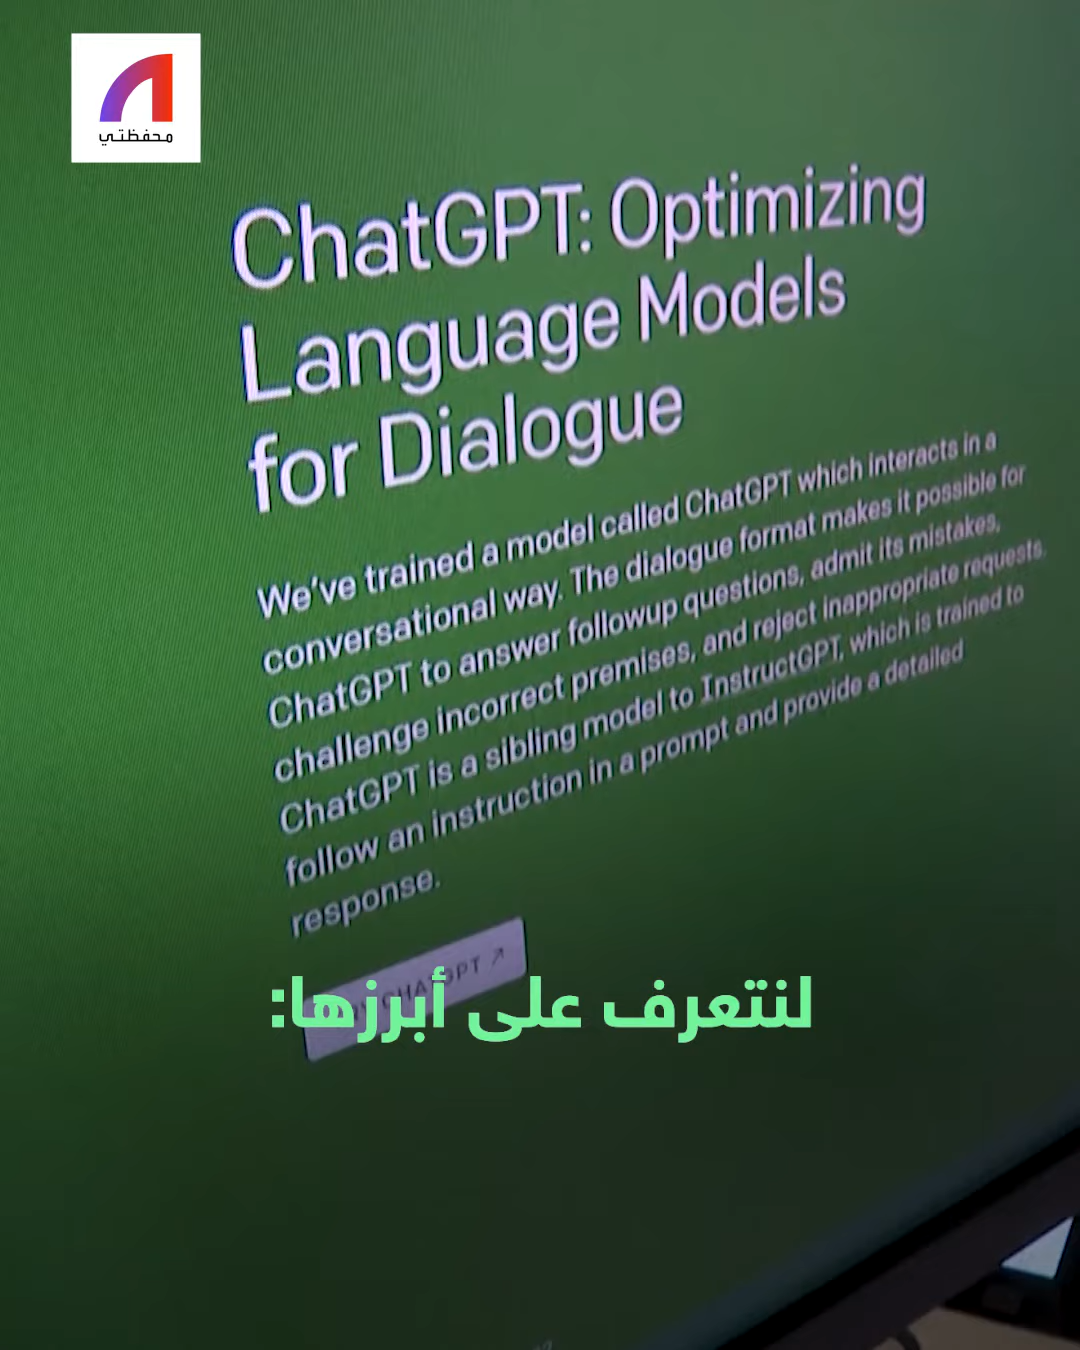 محفظتي
ChatGPT: Optimizing
Language Models
for Dialogue
We've trained a model called ChatGPT which interacts in a
conversational way. The dialogue format makes it possible for
ChatGPT to answer followup questions, admit its mistakes,
challenge incorrect premises, and reject inappropriate requests.
ChatGPT is a sibling model to InstructGPT, which is trained to
follow an instruction in a prompt and provide a detailed
response.
CHATGPT ↗
لنتعرف على أبرزها: